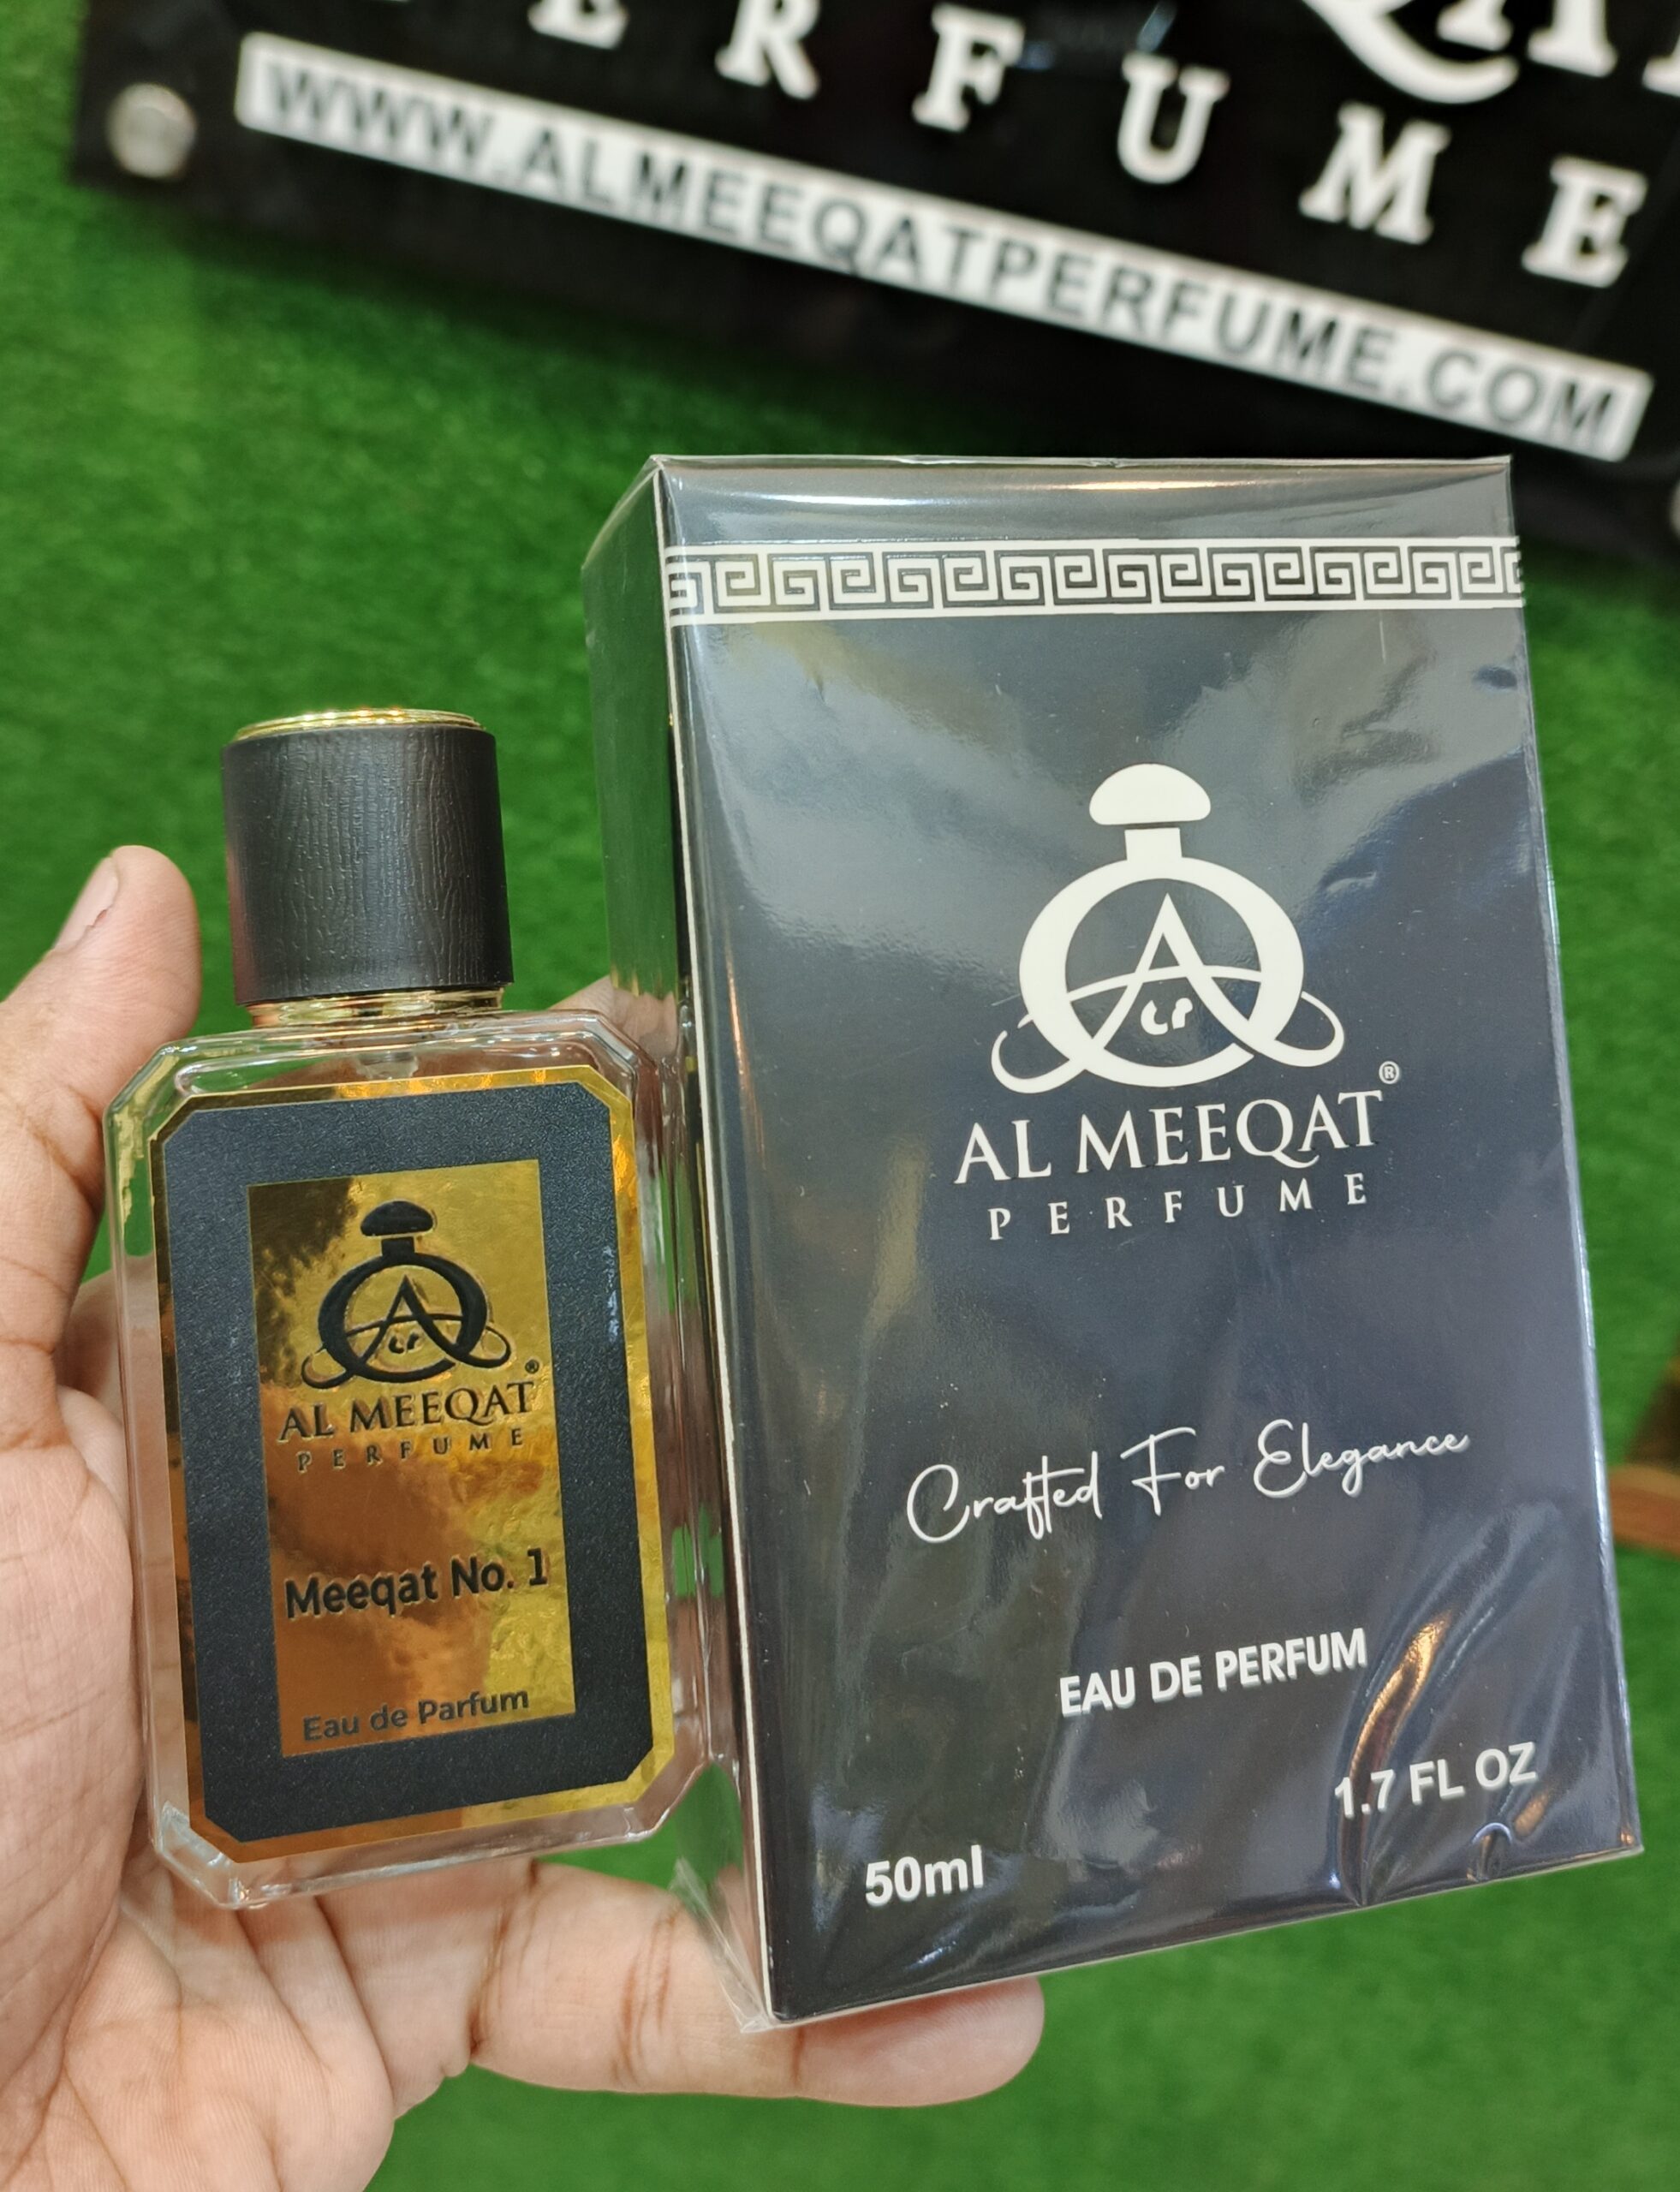 PERFUME
WWW.ALMEEQATPERFUME.COM
AL MEEQAT®
PERFUME
Crafted For Elegance
EAU DE PERFUM
1.7 FL OZ
50ml
AL MEEQAT®
PERFUME
Meeqat No. 1
Eau de Parfum